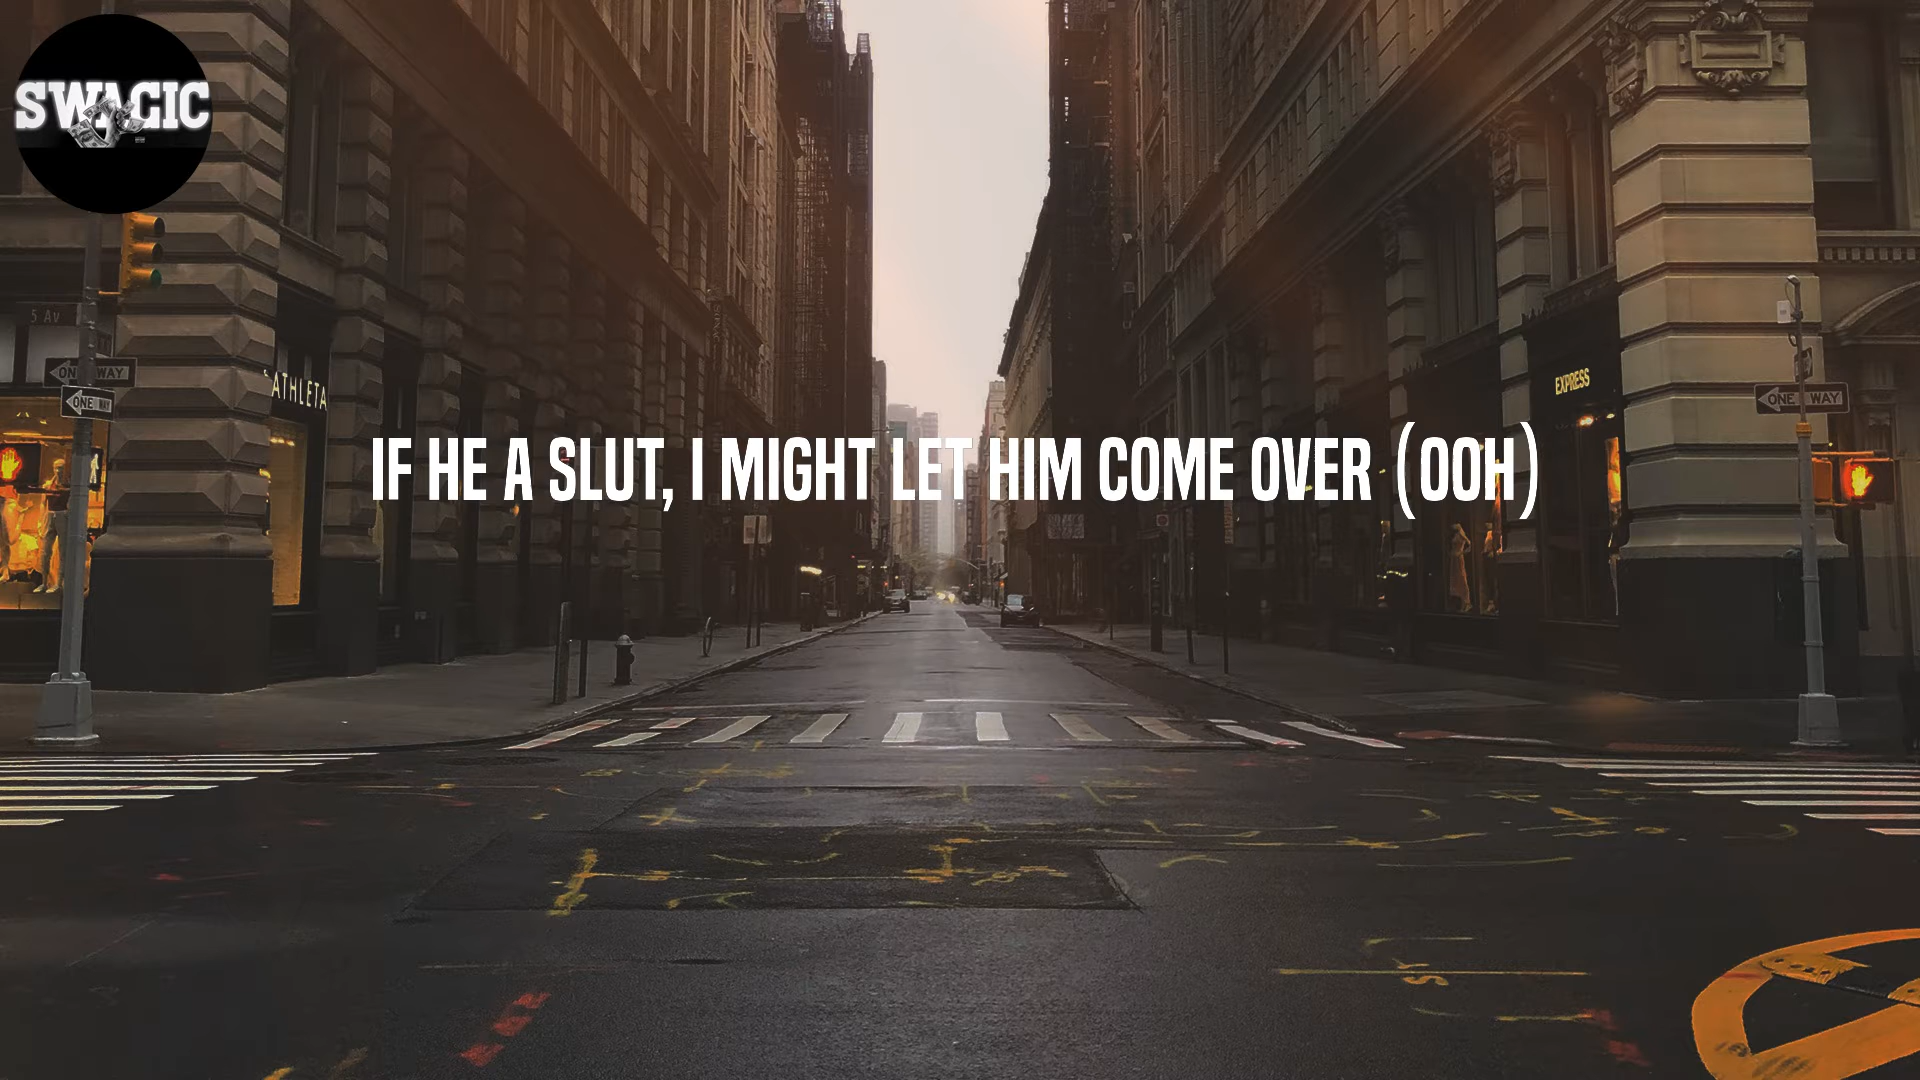 SWAGIC
5 Av
ONE WAY
ONE WAY
ATHLETA
EXPRESS
ONE WAY
IF HE A SLUT, I MIGHT LET HIM COME OVER (OOH)